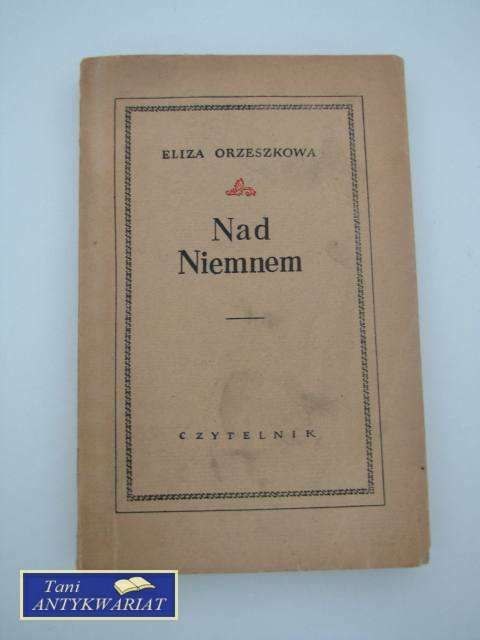 ELIZA ORZESZKOWA
Nad
Niemnem
CZYTELNIK
Tani
ANTYKWARIAT